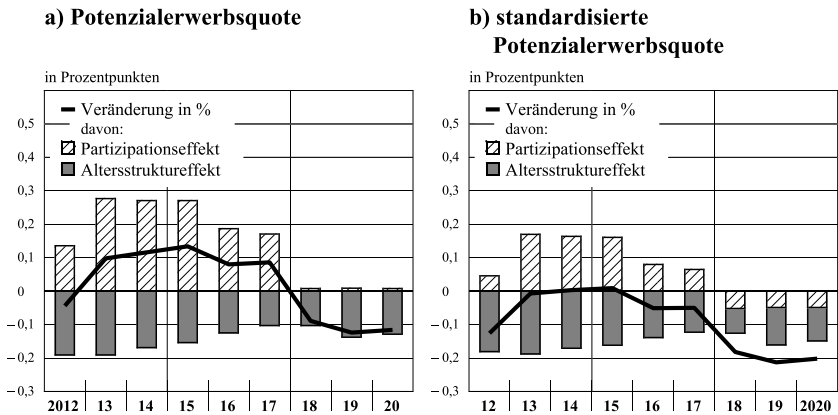 a) Potenzialerwerbsquote
in Prozentpunkten
Veränderung in %
davon:
Partizipationseffekt
Altersstruktureffekt
0,5
0,4
0,3
0,2
0,1
0
– 0,1
– 0,2
– 0,3
2012 13 14 15 16 17 18 19 20
b) standardisierte
Potenzialerwerbsquote
in Prozentpunkten
Veränderung in %
davon:
Partizipationseffekt
Altersstruktureffekt
0,5
0,4
0,3
0,2
0,1
0
– 0,1
– 0,2
– 0,3
12 13 14 15 16 17 18 19 2020